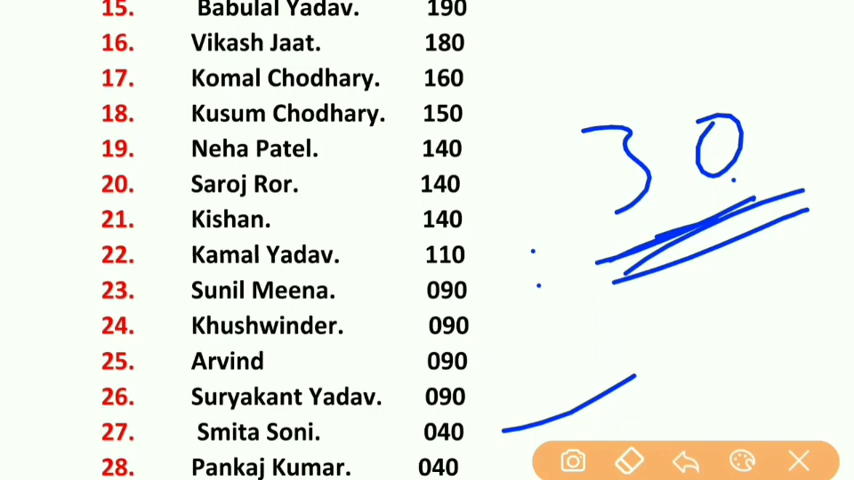 15. Babulal Yadav. 190
16. Vikash Jaat. 180
17. Komal Chodhary. 160
18. Kusum Chodhary. 150
19. Neha Patel. 140
20. Saroj Ror. 140
21. Kishan. 140
22. Kamal Yadav. 110
23. Sunil Meena. 090
24. Khushwinder. 090
25. Arvind 090
26. Suryakant Yadav. 090
27. Smita Soni. 040
28. Pankaj Kumar. 040
30